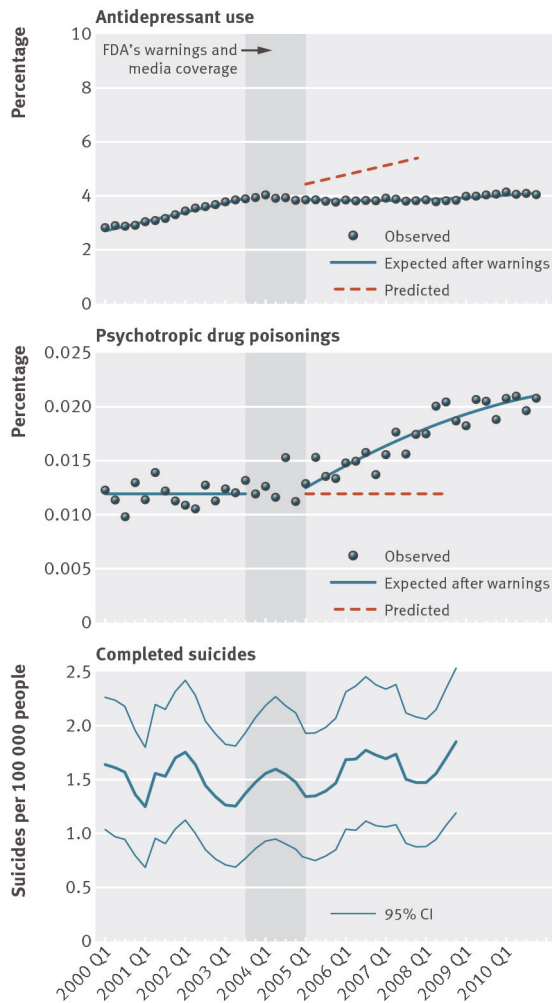 Antidepressant use
Percentage
10
8
6
4
2
0
FDA's warnings and
media coverage
Observed
Expected after warnings
Predicted
Psychotropic drug poisonings
Percentage
0.025
0.020
0.015
0.010
0.005
0
Observed
Expected after warnings
Predicted
Completed suicides
Suicides per 100 000 people
2.5
2.0
1.5
1.0
0.5
0
95% CI
2000 Q1
2001 Q1
2002 Q1
2003 Q1
2004 Q1
2005 Q1
2006 Q1
2007 Q1
2008 Q1
2009 Q1
2010 Q1